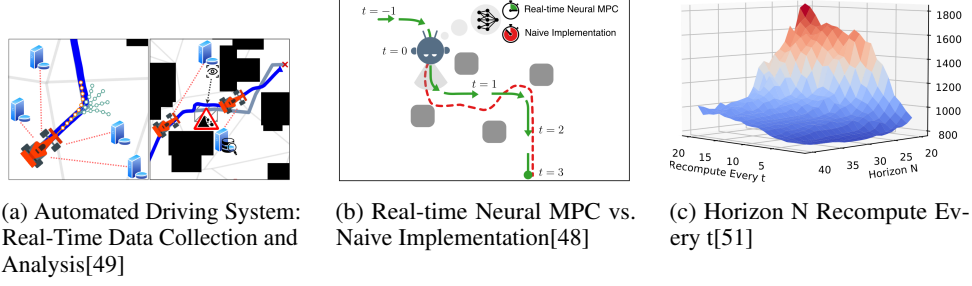 t = −1
Real-time Neural MPC
Naive Implementation
t = 0
t = 1
t = 2
t = 3
1800
1600
1400
1200
1000
800
20
15
10
5
Recompute Every t
40
35
30
25
20
Horizon N
(a) Automated Driving System:
Real-Time Data Collection and
Analysis[49]
(b) Real-time Neural MPC vs.
Naive Implementation[48]
(c) Horizon N Recompute Ev-
ery t[51]